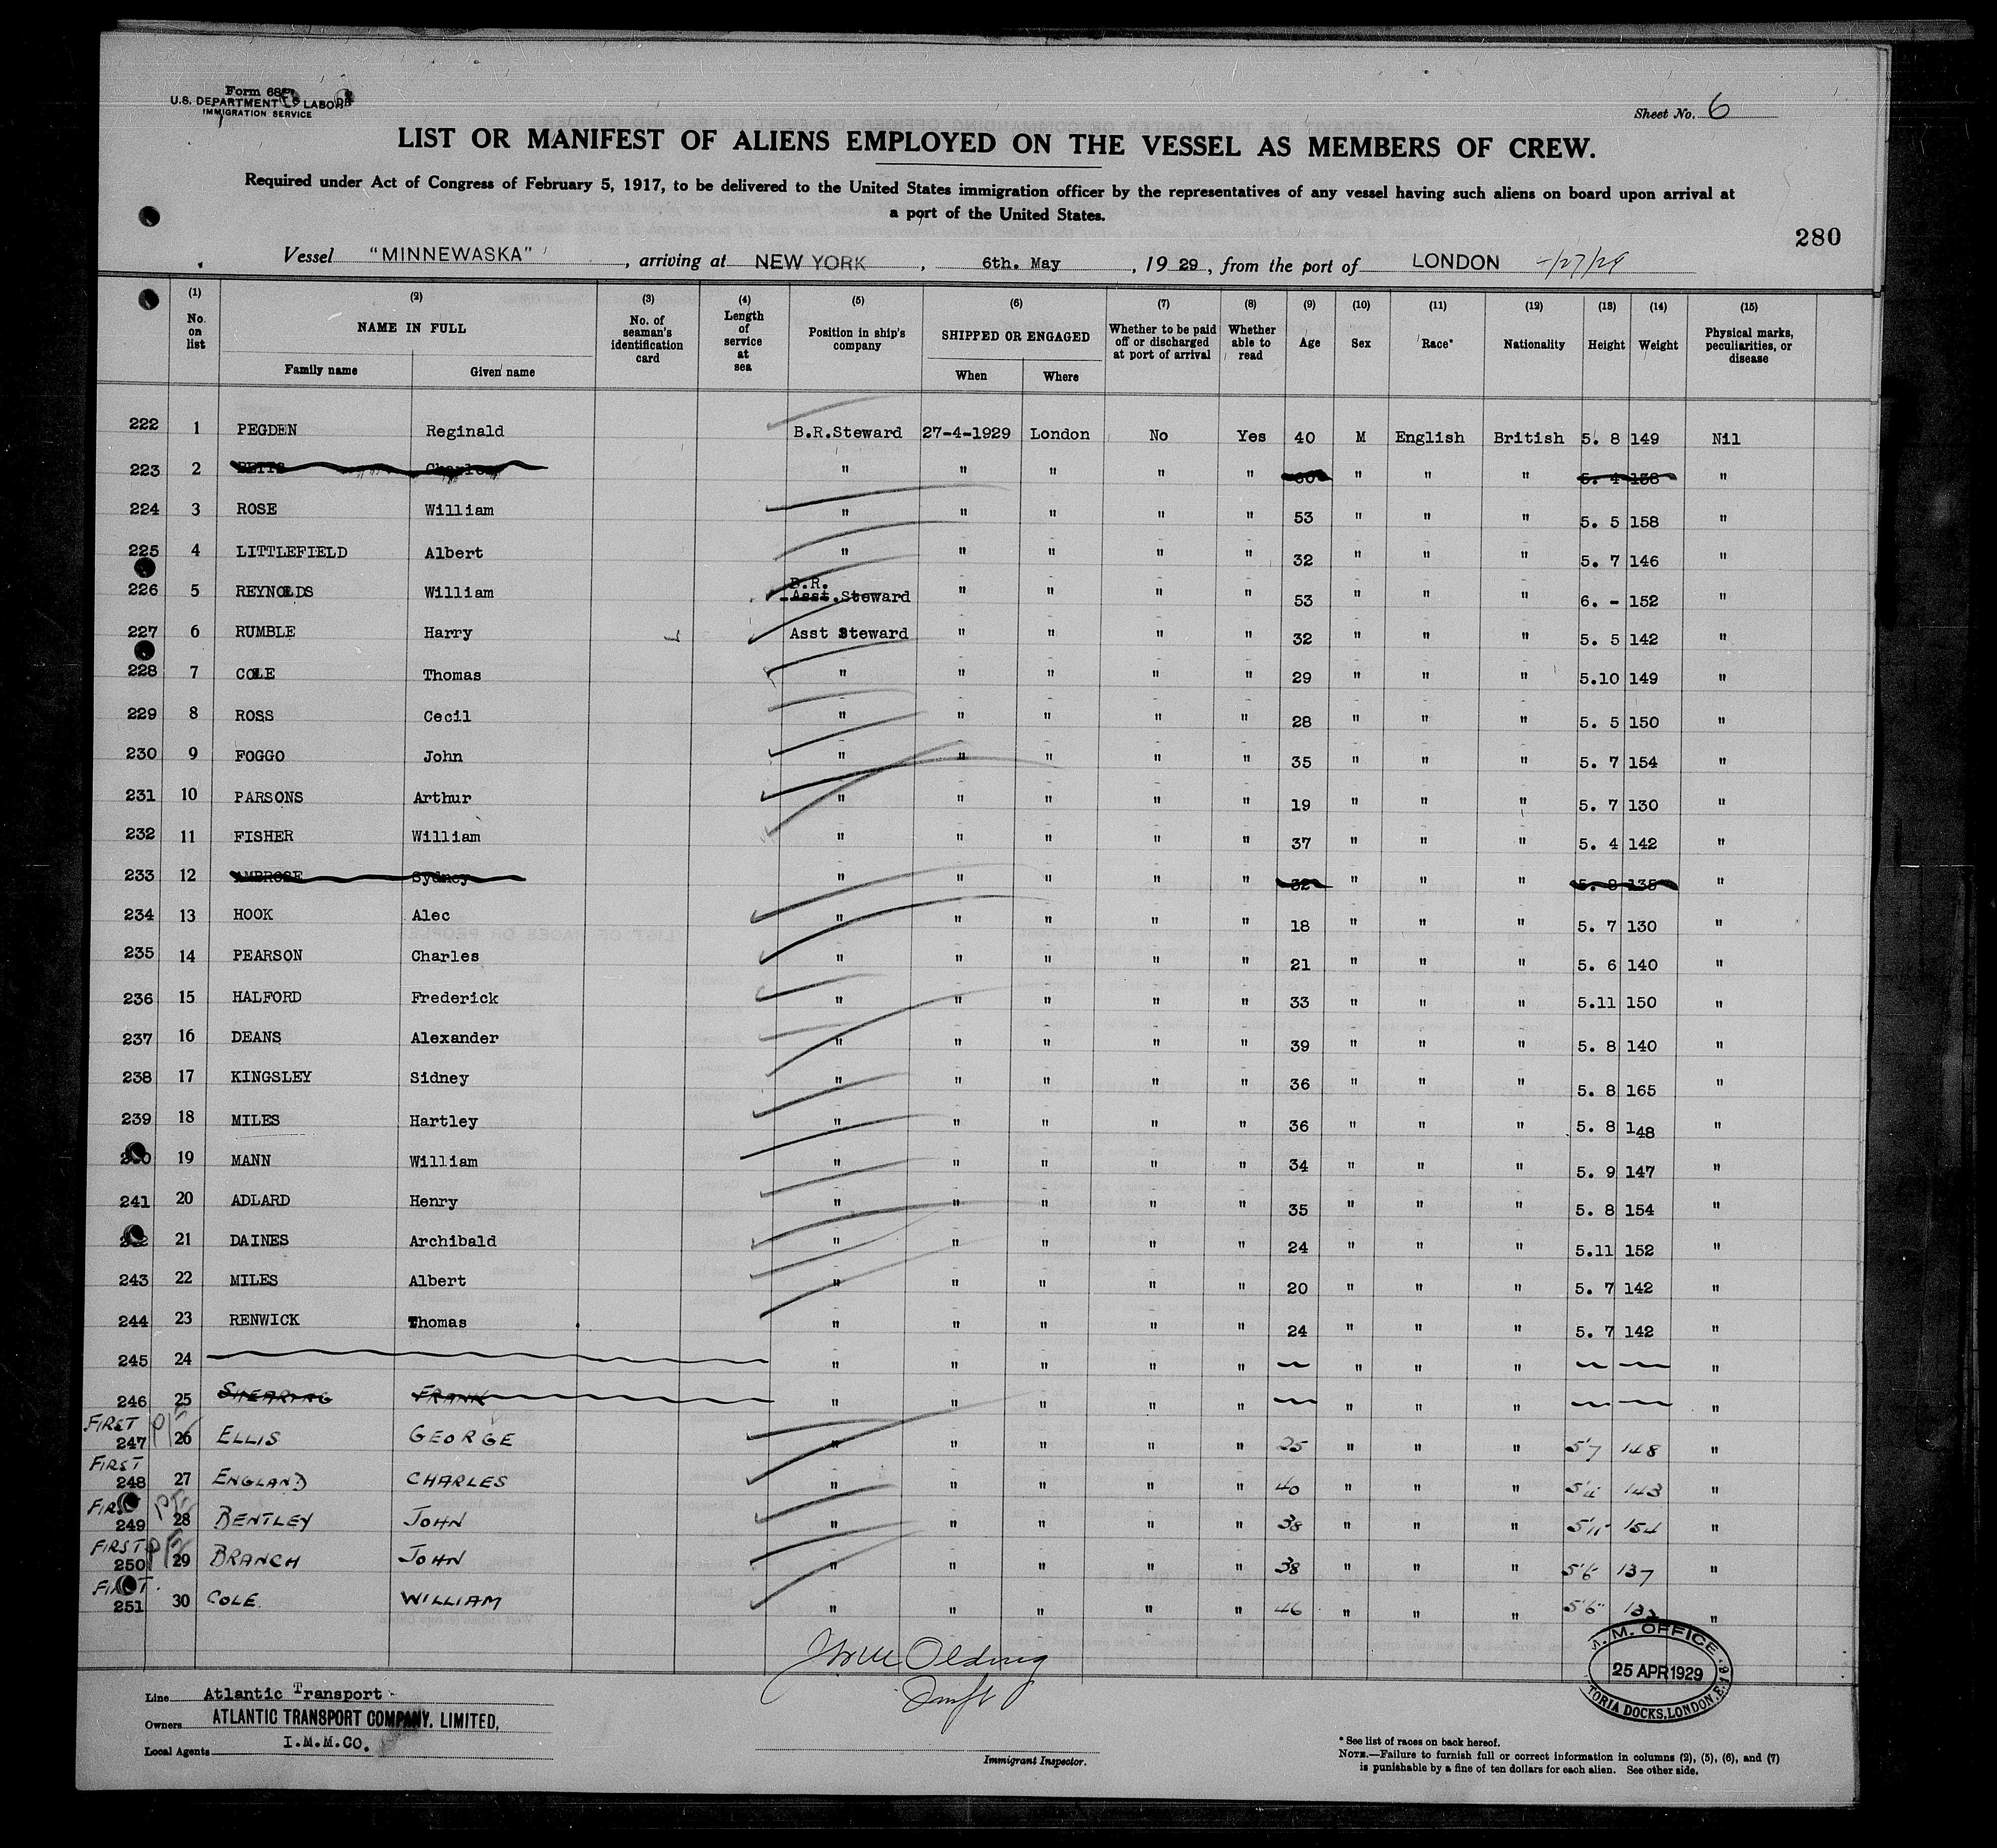 Form 68
U.S. DEPARTMENT OF LABOR
IMMIGRATION SERVICE
Sheet No. 6
LIST OR MANIFEST OF ALIENS EMPLOYED ON THE VESSEL AS MEMBERS OF CREW.
Required under Act of Congress of February 5, 1917, to be delivered to the United States immigration officer by the representatives of any vessel having such aliens on board upon arrival at
a port of the United States.
280
Vessel "MINNEWASKA", arriving at NEW YORK, 6th. May, 19 29, from the port of LONDON
(1) (2) (3) (4) (5) (6) (7) (8) (9) (10) (11) (12) (13) (14) (15)
No. on list NAME IN FULL No. of seaman's identification card Length of service at sea Position in ship's company SHIPPED OR ENGAGED Whether to be paid off or discharged at port of arrival Whether able to read Age Sex Race* Nationality Height Weight Physical marks, peculiarities, or disease
Family name Given name When Where
222 1 PEGDEN Reginald B.R.Steward 27-4-1929 London No Yes 40 M English British 5. 8 149 Nil
223 2 Charles " " " " " " " " "
224 3 ROSE William " " " " " 53 " " " 5. 5 158 "
225 4 LITTLEFIELD Albert " " " " " 32 " " " 5. 7 146 "
226 5 REYNOLDS William B.R. Asst.Steward " " " " 53 " " " 6. - 152 "
227 6 RUMBLE Harry Asst Steward " " " " 32 " " " 5. 5 142 "
228 7 COLE Thomas " " " " " 29 " " " 5.10 149 "
229 8 ROSS Cecil " " " " " 28 " " " 5. 5 150 "
230 9 FOGGO John " " " " " 35 " " " 5. 7 154 "
231 10 PARSONS Arthur " " " " " 19 " " " 5. 7 130 "
232 11 FISHER William " " " " " 37 " " " 5. 4 142 "
233 12 AMBROSE Sydney " " " " " 32 " " " 135 "
234 13 HOOK Alec " " " " " 18 " " " 5. 7 130 "
235 14 PEARSON Charles " " " " " 21 " " " 5. 6 140 "
236 15 HALFORD Frederick " " " " " 33 " " " 5.11 150 "
237 16 DEANS Alexander " " " " " 39 " " " 5. 8 140 "
238 17 KINGSLEY Sidney " " " " " 36 " " " 5. 8 165 "
239 18 MILES Hartley " " " " " 36 " " " 5. 8 148 "
19 MANN William " " " " " 34 " " " 5. 9 147 "
241 20 ADLARD Henry " " " " " 35 " " " 5. 8 154 "
21 DAINES Archibald " " " " " 24 " " " 5.11 152 "
243 22 MILES Albert " " " " " 20 " " " 5. 7 142 "
244 23 RENWICK Thomas " " " " " 24 " " " 5. 7 142 "
245 24 " " " " " " " " "
246 25 SHEARING FRANK " " " " " " " " "
FIRST 247 26 ELLIS GEORGE " " " " " 25 " " " 5'7 148 "
FIRST 248 27 ENGLAND CHARLES " " " " " 40 " " " 143 "
FIRST 249 28 BENTLEY JOHN " " " " " 38 " " " 5'11 154 "
FIRST 250 29 BRANCH JOHN " " " " " 38 " " " 5'6 137 "
FIRST. 251 30 COLE WILLIAM " " " " " 46 " " " 5'6" "
Line Atlantic Transport
Owners ATLANTIC TRANSPORT COMPANY, LIMITED,
Local Agents I.M.M.CO.
Immigrant Inspector.
M. OFFICE
25 APR 1929
TORIA DOCKS, LONDON, E.
* See list of races on back hereof.
NOTE.—Failure to furnish full or correct information in columns (2), (5), (6), and (7)
is punishable by a fine of ten dollars for each alien. See other side.